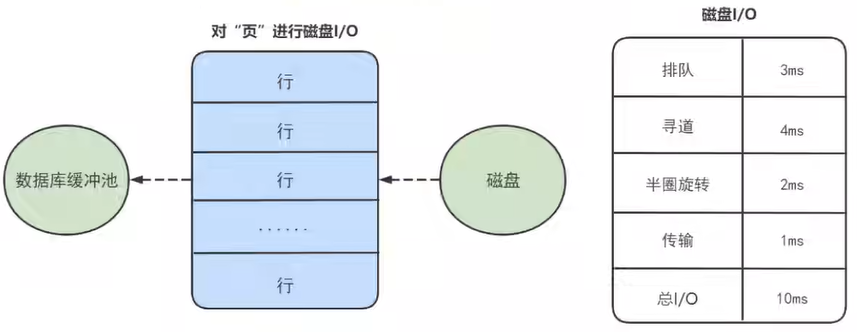 对“页”进行磁盘I/O
行
行
数据库缓冲池
行
磁盘
······
行
磁盘I/O
排队 3ms
寻道 4ms
半圈旋转 2ms
传输 1ms
总I/O 10ms